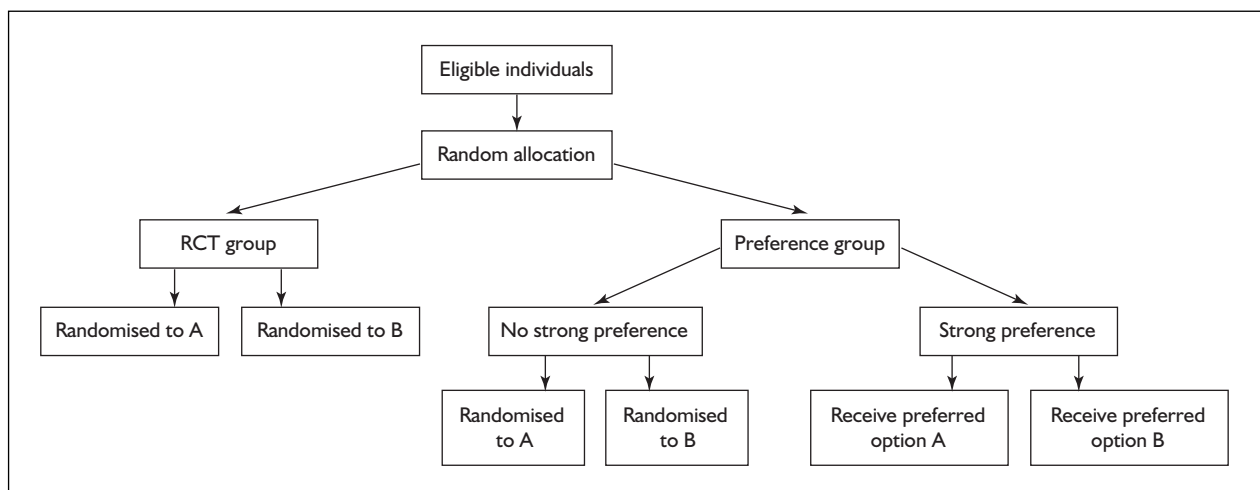 Eligible individuals
Random allocation
RCT group
Preference group
Randomised to A
Randomised to B
No strong preference
Strong preference
Randomised
to A
Randomised
to B
Receive preferred
option A
Receive preferred
option B